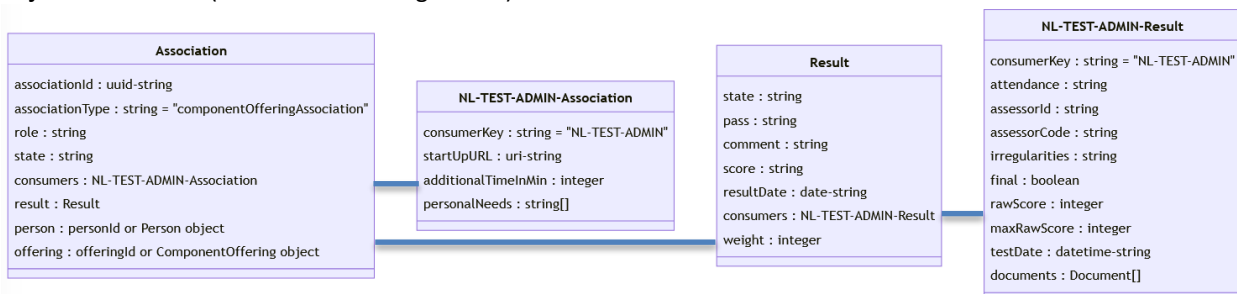 Association
associationId : uuid-string
associationType : string = "componentOfferingAssociation"
role : string
state : string
consumers : NL-TEST-ADMIN-Association
result : Result
person : personId or Person object
offering : offeringId or ComponentOffering object
NL-TEST-ADMIN-Association
consumerKey : string = "NL-TEST-ADMIN"
startUpURL : uri-string
additionalTimeInMin : integer
personalNeeds : string[]
Result
state : string
pass : string
comment : string
score : string
resultDate : date-string
consumers : NL-TEST-ADMIN-Result
weight : integer
NL-TEST-ADMIN-Result
consumerKey : string = "NL-TEST-ADMIN"
attendance : string
assessorId : string
assessorCode : string
irregularities : string
final : boolean
rawScore : integer
maxRawScore : integer
testDate : datetime-string
documents : Document[]